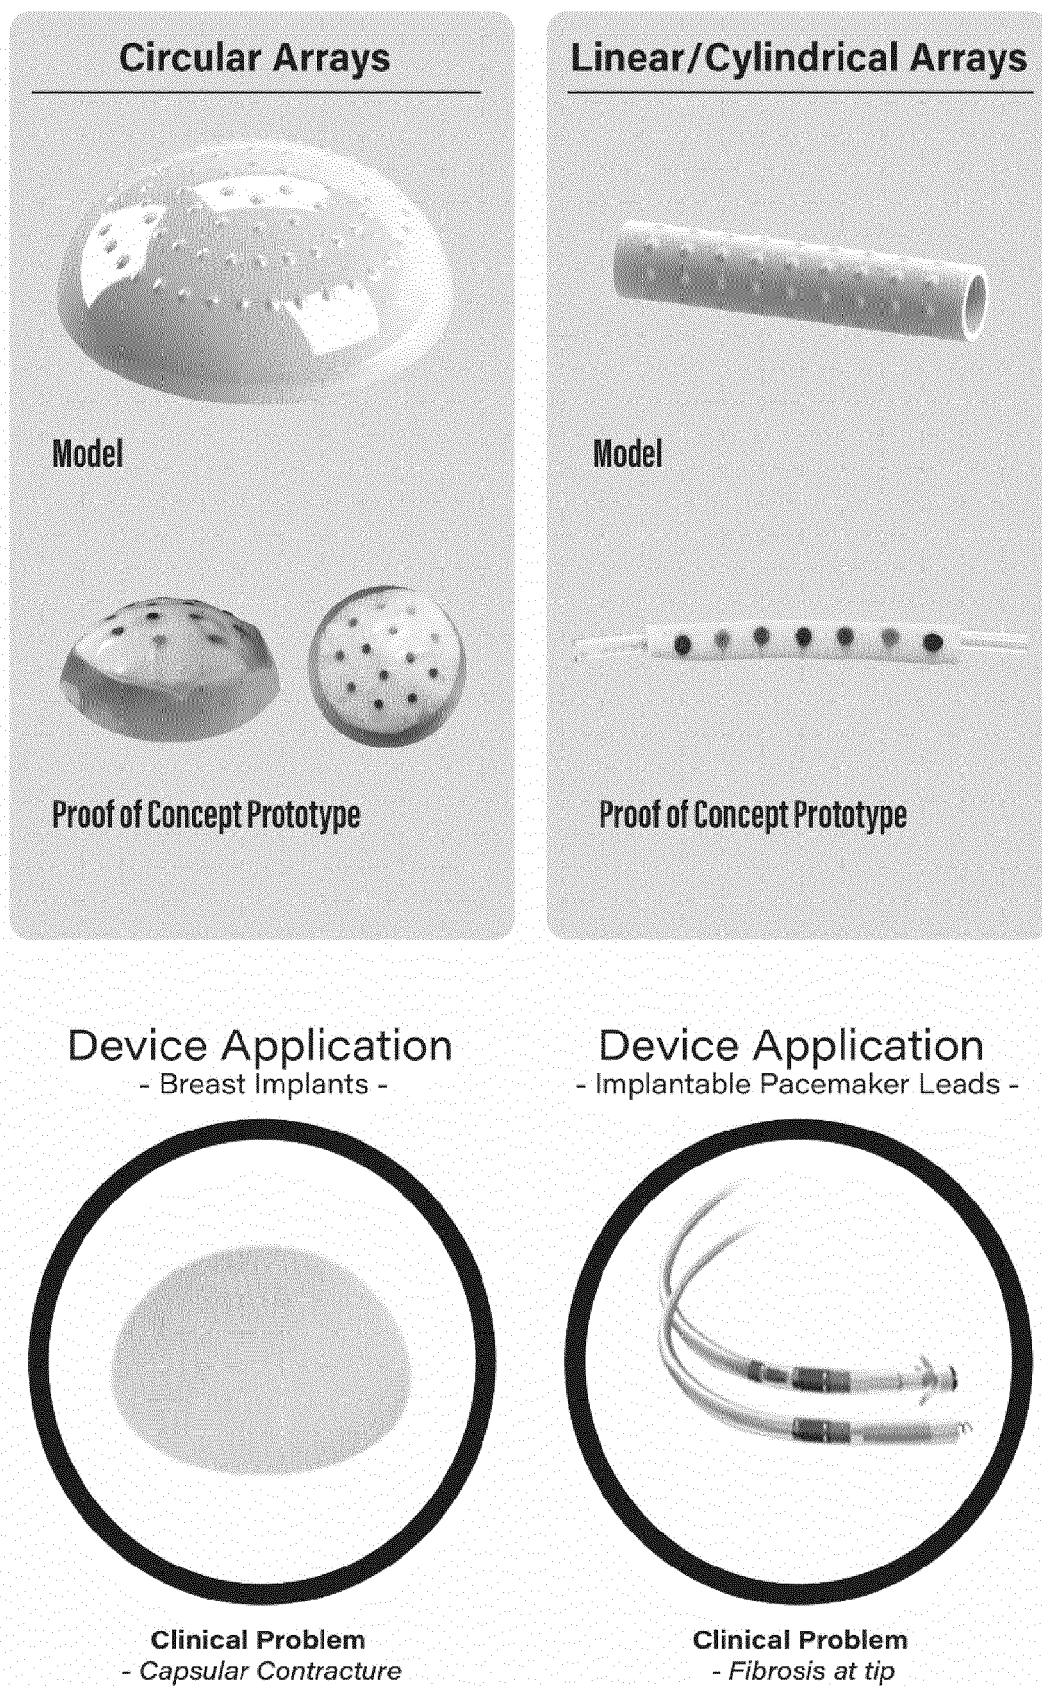 Circular Arrays
Model
Proof of Concept Prototype
Linear/Cylindrical Arrays
Model
Proof of Concept Prototype
Device Application
- Breast Implants -
Clinical Problem
- Capsular Contracture
Device Application
- Implantable Pacemaker Leads -
Clinical Problem
- Fibrosis at tip